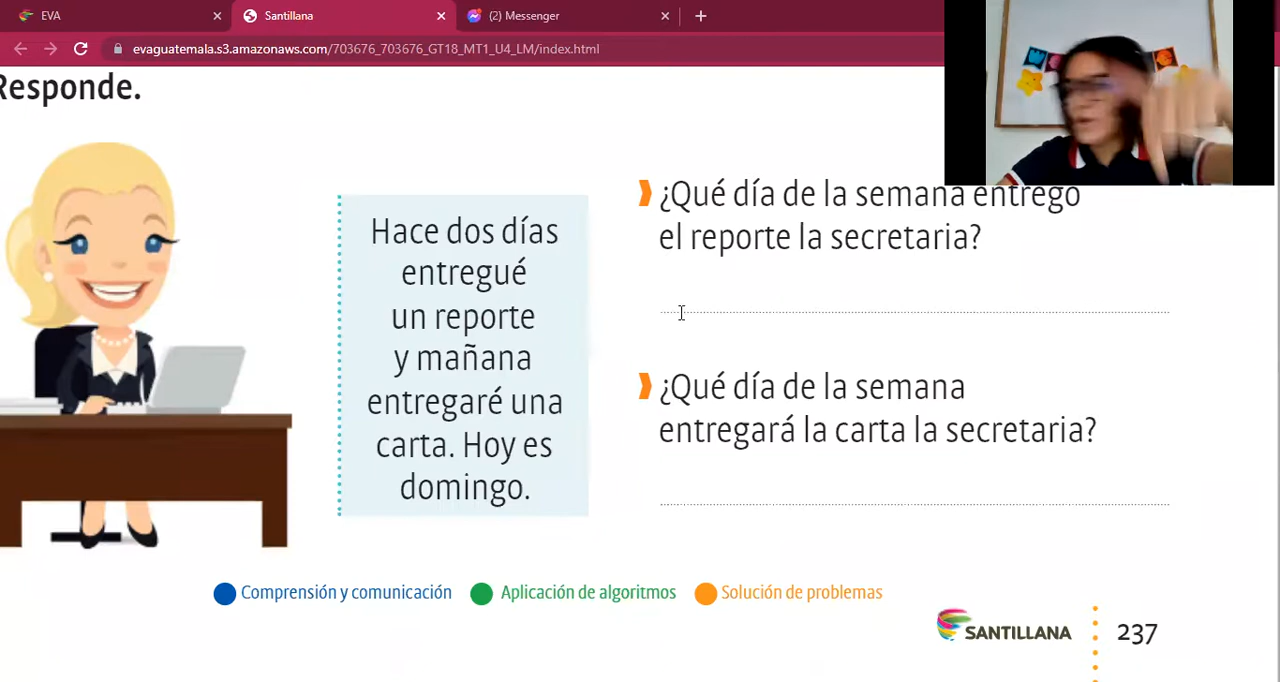 EVA
Santillana
(2) Messenger
evaguatemala.s3.amazonaws.com/703676_703676_GT18_MT1_U4_LM/index.html
Responde.
Hace dos días
entregué
un reporte
y mañana
entregaré una
carta. Hoy es
domingo.
¿Qué día de la semana entregó
el reporte la secretaria?
¿Qué día de la semana
entregará la carta la secretaria?
Comprensión y comunicación
Aplicación de algoritmos
Solución de problemas
SANTILLANA
237